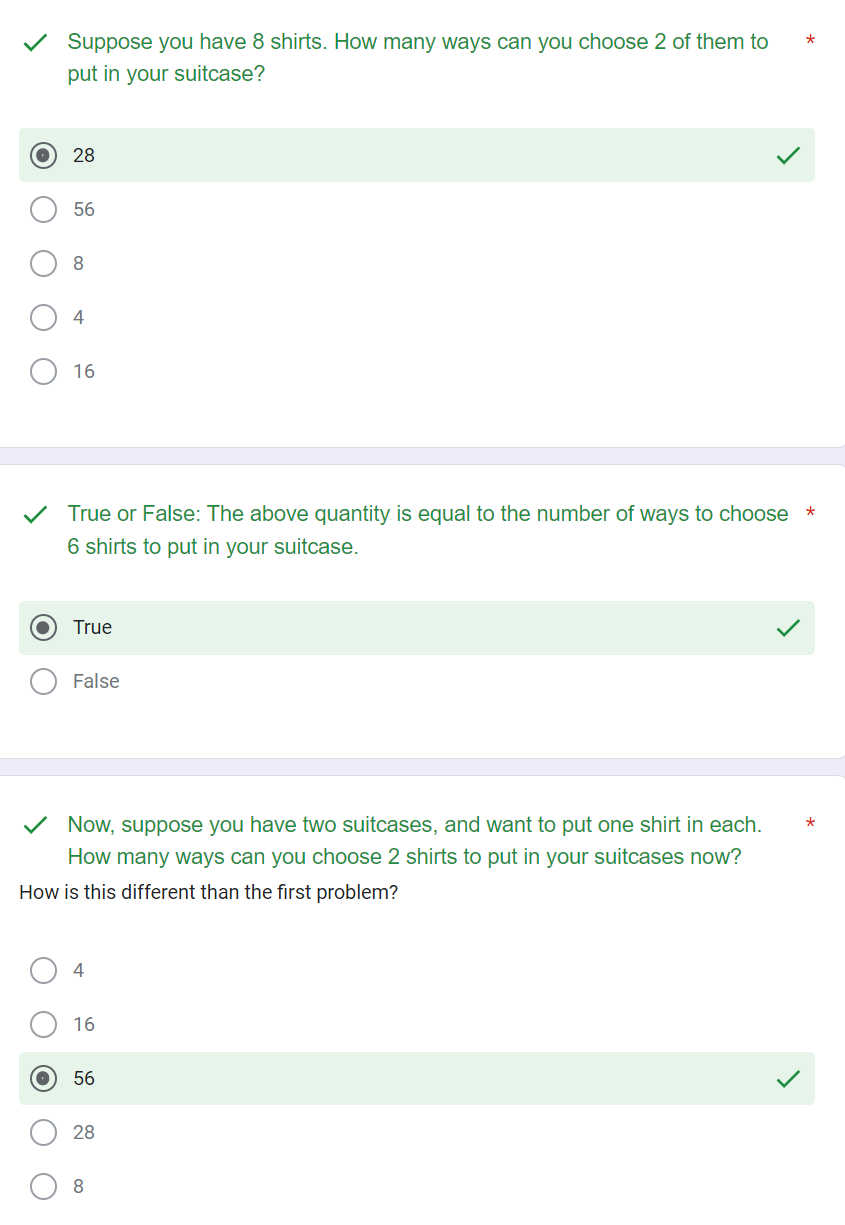 Suppose you have 8 shirts. How many ways can you choose 2 of them to *
put in your suitcase?
28
56
8
4
16
True or False: The above quantity is equal to the number of ways to choose *
6 shirts to put in your suitcase.
True
False
Now, suppose you have two suitcases, and want to put one shirt in each. *
How many ways can you choose 2 shirts to put in your suitcases now?
How is this different than the first problem?
4
16
56
28
8